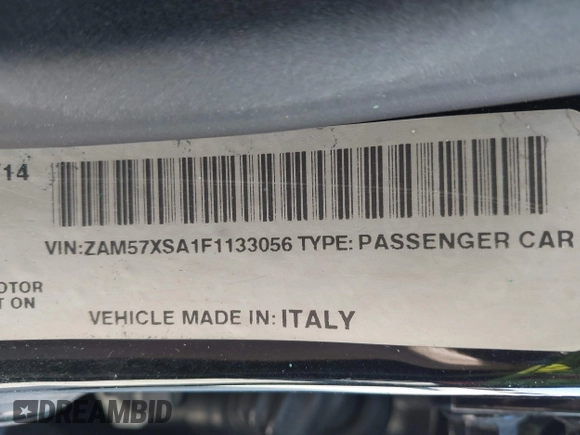 14
VIN:ZAM57XSA1F1133056 TYPE: PASSENGER CAR
OTOR
T ON
VEHICLE MADE IN: ITALY
DREAMBID